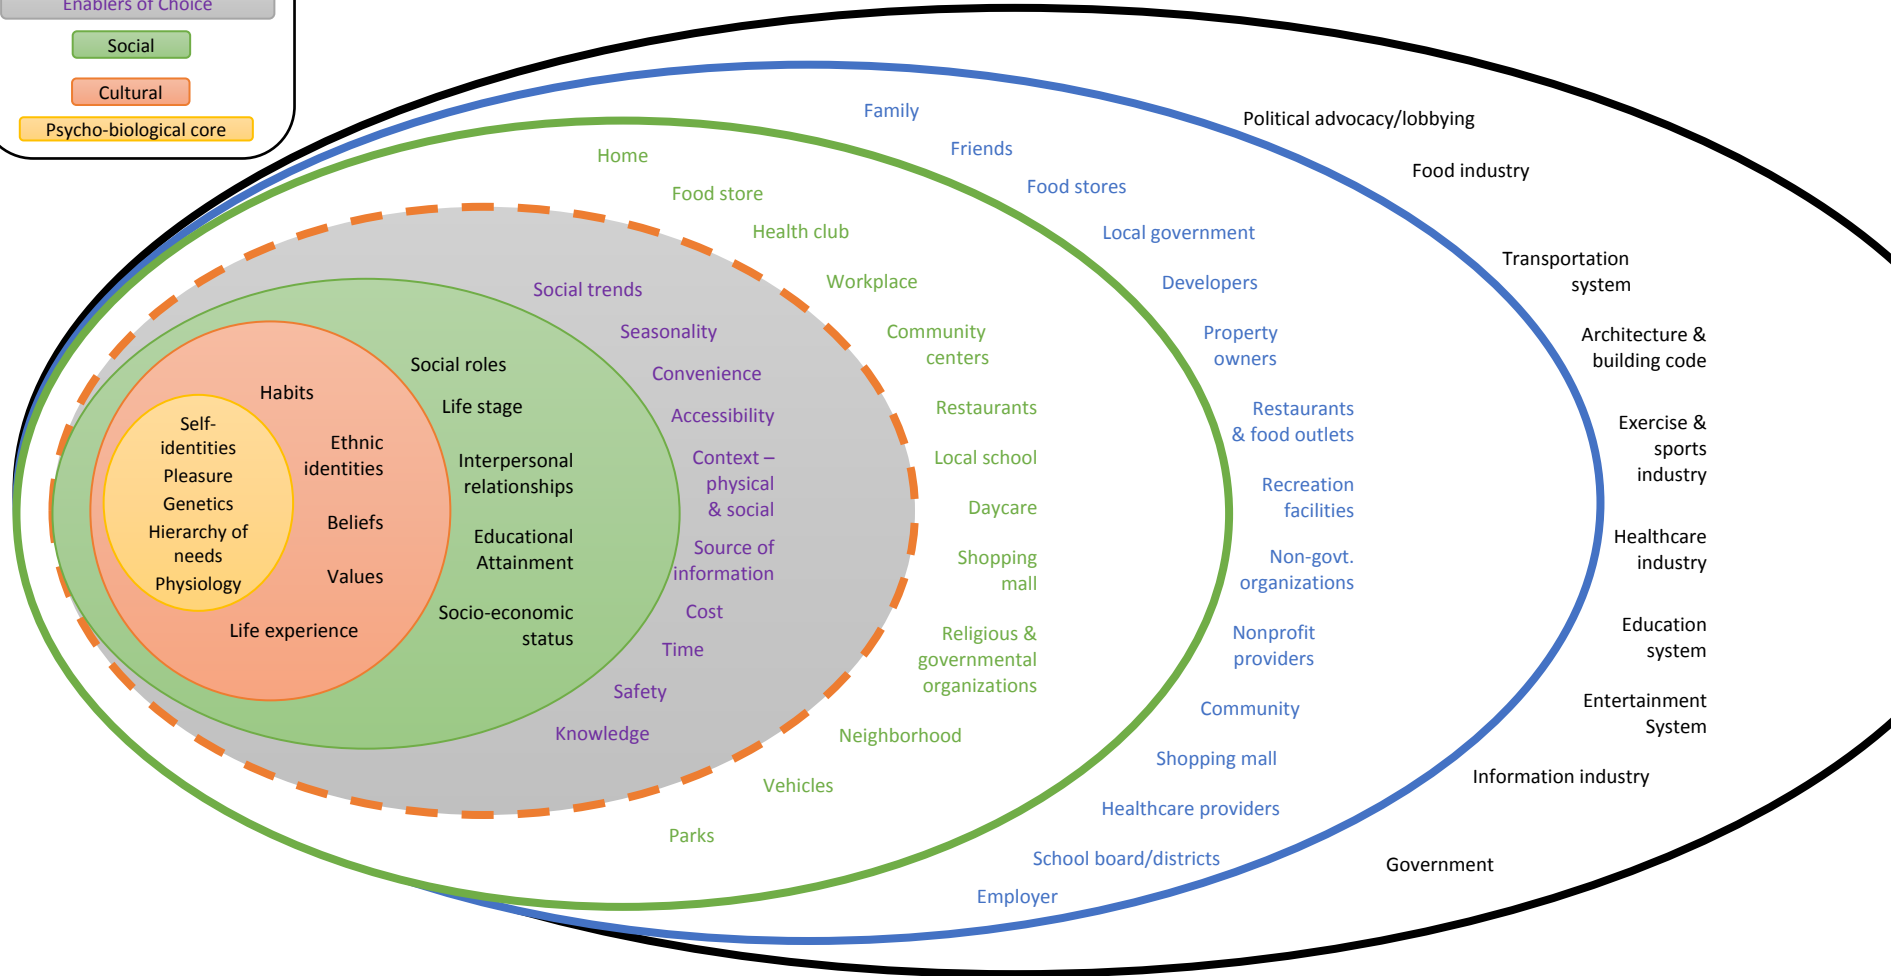 Enablers of Choice
Social
Cultural
Psycho-biological core
Self-
identities
Pleasure
Genetics
Hierarchy of
needs
Physiology
Habits
Ethnic
identities
Beliefs
Values
Life experience
Social roles
Life stage
Interpersonal
relationships
Educational
Attainment
Socio-economic
status
Social trends
Seasonality
Convenience
Accessibility
Context –
physical
& social
Source of
information
Cost
Time
Safety
Knowledge
Home
Food store
Health club
Workplace
Community
centers
Restaurants
Local school
Daycare
Shopping
mall
Religious &
governmental
organizations
Neighborhood
Vehicles
Parks
Family
Friends
Food stores
Local government
Developers
Property
owners
Restaurants
& food outlets
Recreation
facilities
Non-govt.
organizations
Nonprofit
providers
Community
Shopping mall
Healthcare providers
School board/districts
Employer
Political advocacy/lobbying
Food industry
Transportation
system
Architecture &
building code
Exercise &
sports
industry
Healthcare
industry
Education
system
Entertainment
System
Information industry
Government